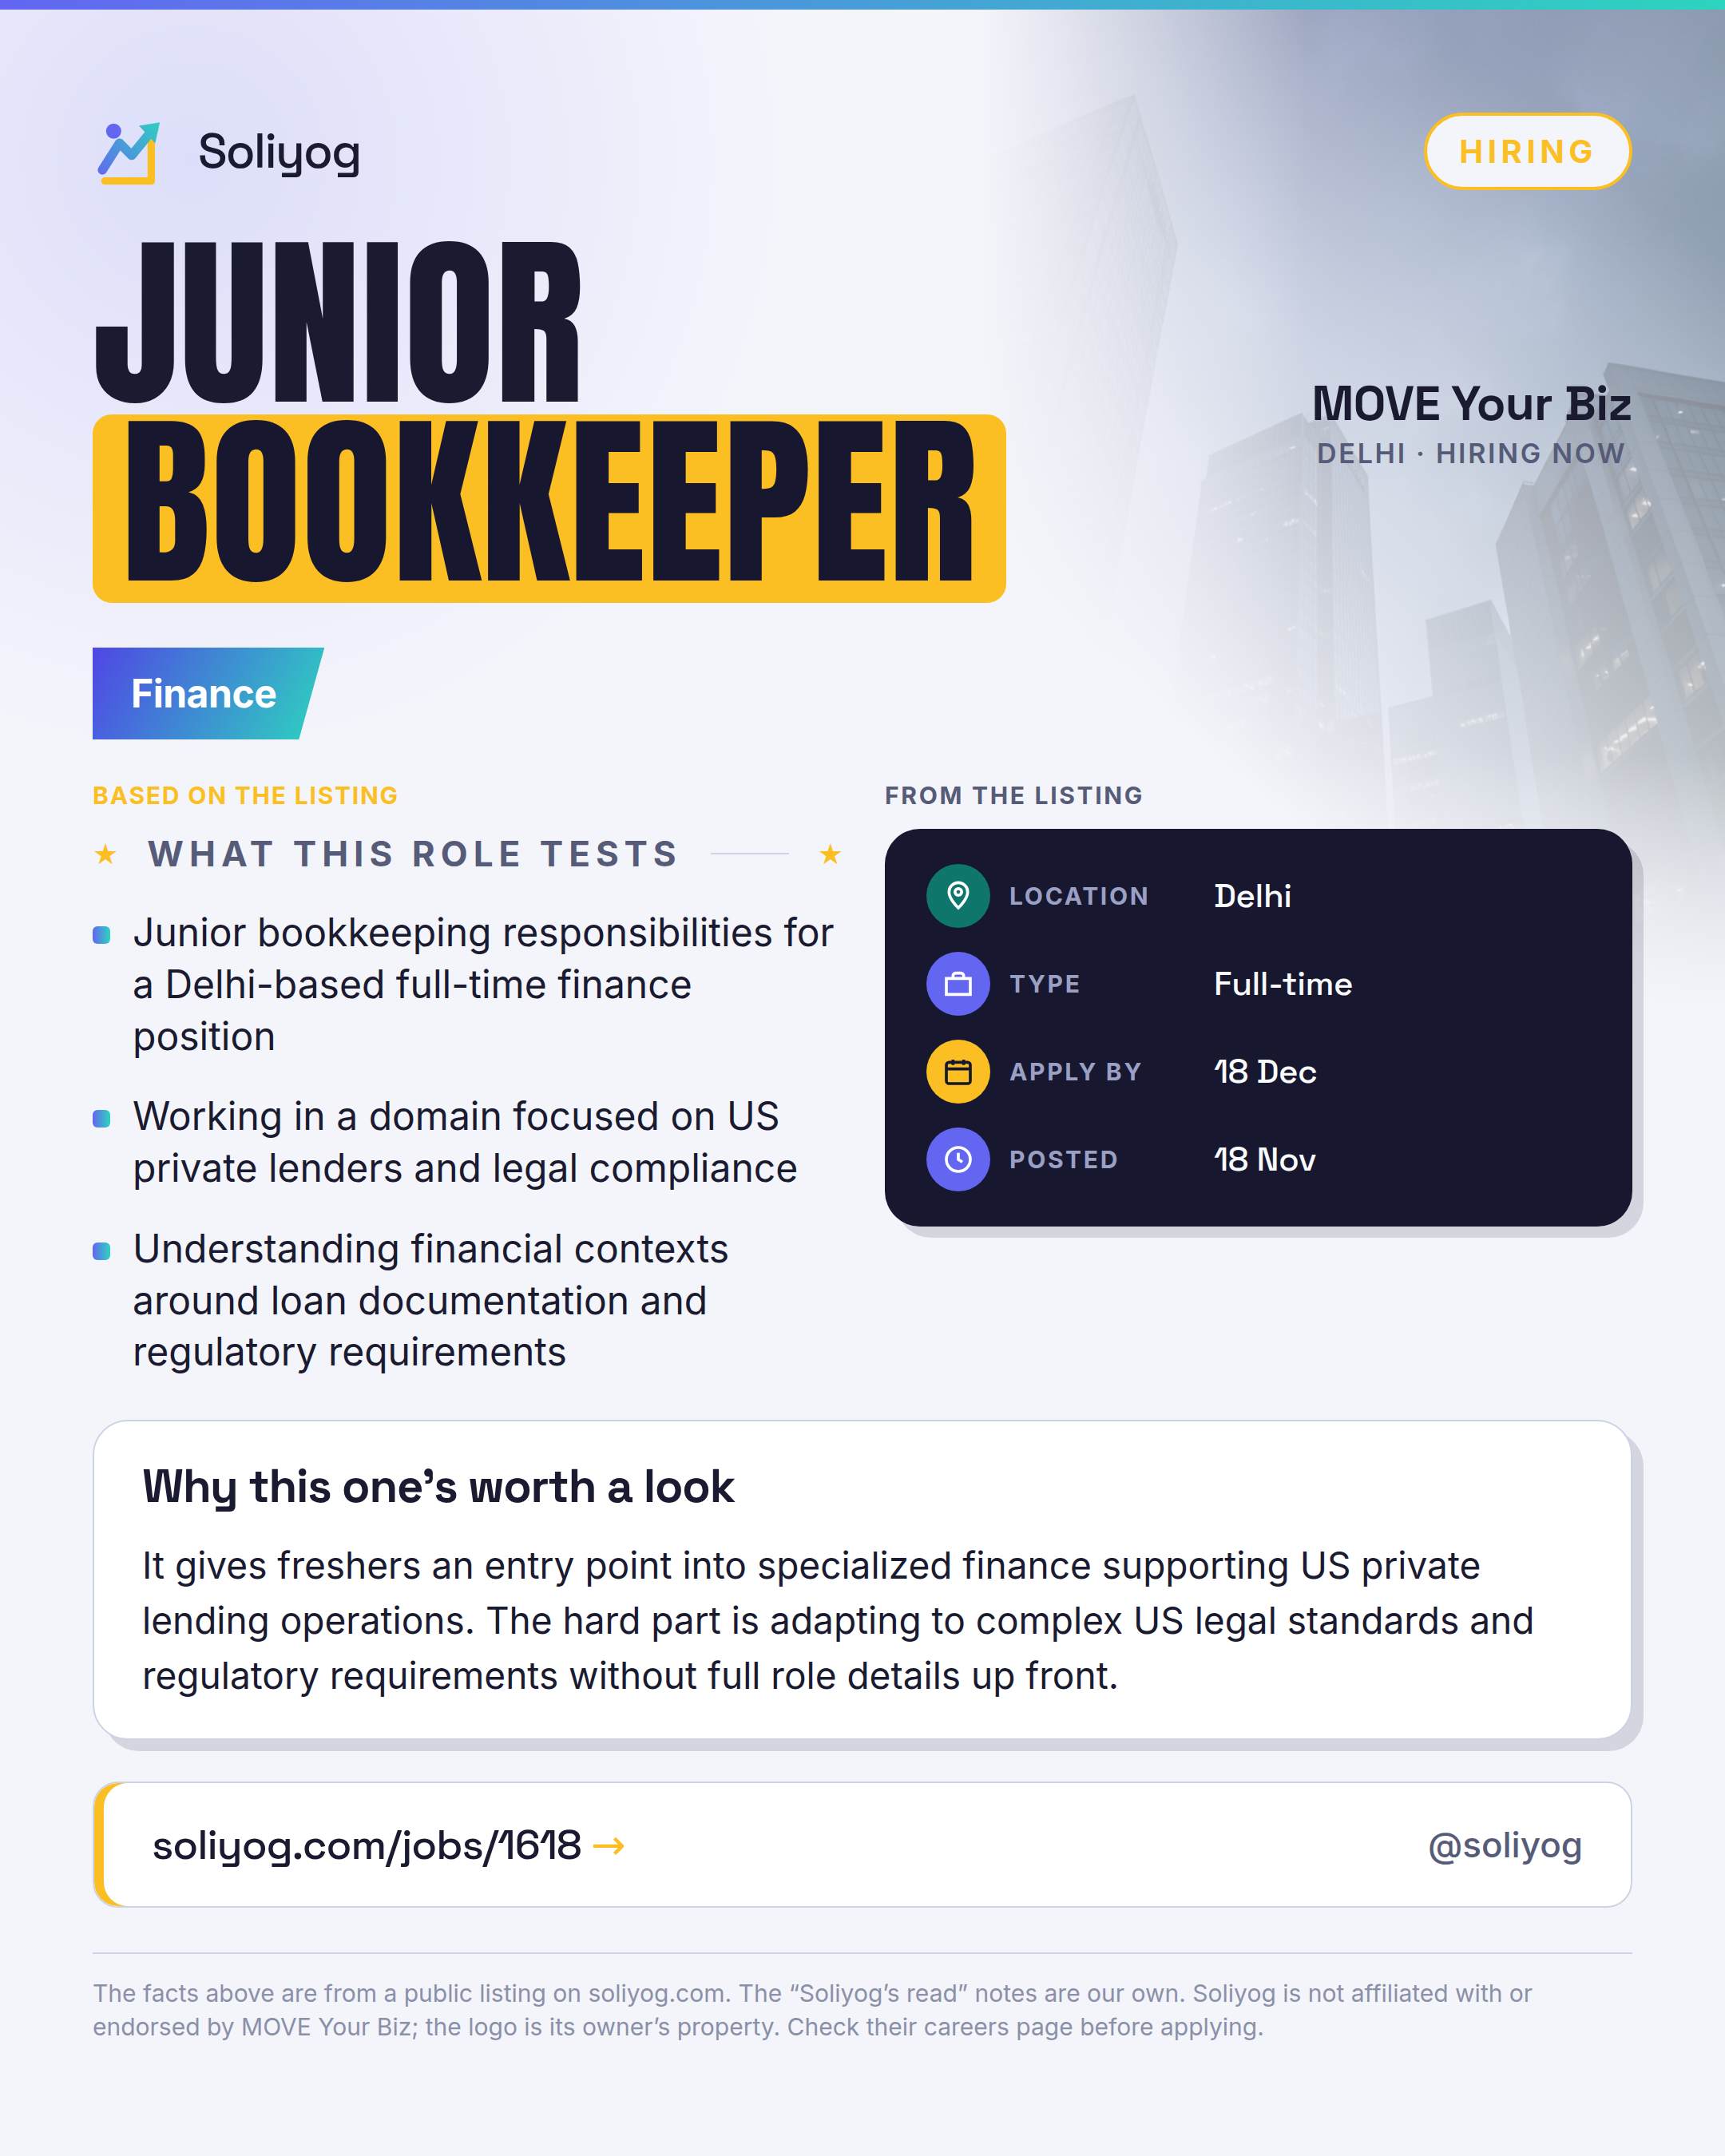 Soliyog
HIRING
JUNIOR
BOOKKEEPER
MOVE Your Biz
DELHI · HIRING NOW
Finance
BASED ON THE LISTING
★ WHAT THIS ROLE TESTS ★
Junior bookkeeping responsibilities for
a Delhi-based full-time finance
position
Working in a domain focused on US
private lenders and legal compliance
Understanding financial contexts
around loan documentation and
regulatory requirements
FROM THE LISTING
LOCATION Delhi
TYPE Full-time
APPLY BY 18 Dec
POSTED 18 Nov
Why this one’s worth a look
It gives freshers an entry point into specialized finance supporting US private
lending operations. The hard part is adapting to complex US legal standards and
regulatory requirements without full role details up front.
soliyog.com/jobs/1618 →
@soliyog
The facts above are from a public listing on soliyog.com. The “Soliyog’s read” notes are our own. Soliyog is not affiliated with or
endorsed by MOVE Your Biz; the logo is its owner’s property. Check their careers page before applying.